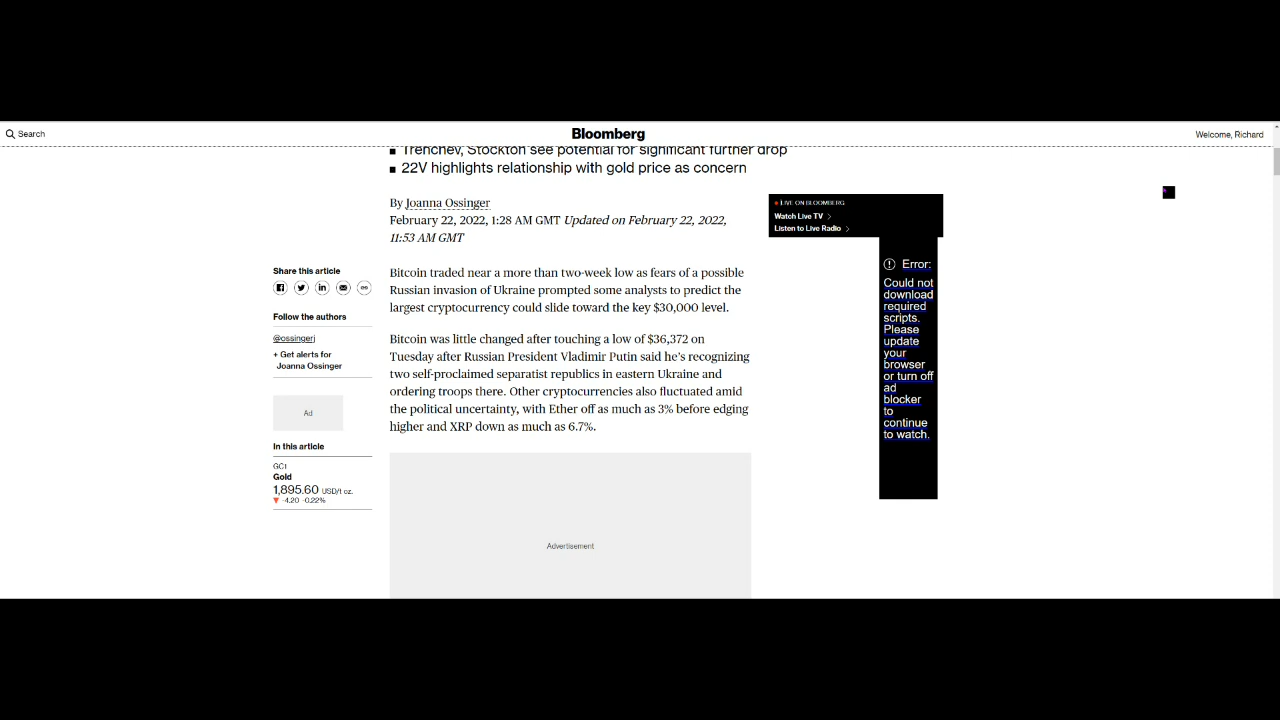 Search
Bloomberg
Welcome, Richard
Trenchev, Stockton see potential for significant further drop
22V highlights relationship with gold price as concern
By Joanna Ossinger
February 22, 2022, 1:28 AM GMT Updated on February 22, 2022,
11:53 AM GMT
Share this article
Follow the authors
@ossingerj
+ Get alerts for
Joanna Ossinger
Ad
In this article
GC1
Gold
1,895.60 USD/t oz.
▼ -4.20 -0.22%
Bitcoin traded near a more than two-week low as fears of a possible
Russian invasion of Ukraine prompted some analysts to predict the
largest cryptocurrency could slide toward the key $30,000 level.
Bitcoin was little changed after touching a low of $36,372 on
Tuesday after Russian President Vladimir Putin said he's recognizing
two self-proclaimed separatist republics in eastern Ukraine and
ordering troops there. Other cryptocurrencies also fluctuated amid
the political uncertainty, with Ether off as much as 3% before edging
higher and XRP down as much as 6.7%.
Advertisement
LIVE ON BLOOMBERG
Watch Live TV
Listen to Live Radio
Error:
Could not
download
required
scripts.
Please
update
your
browser
or turn off
ad
blocker
to
continue
to watch.